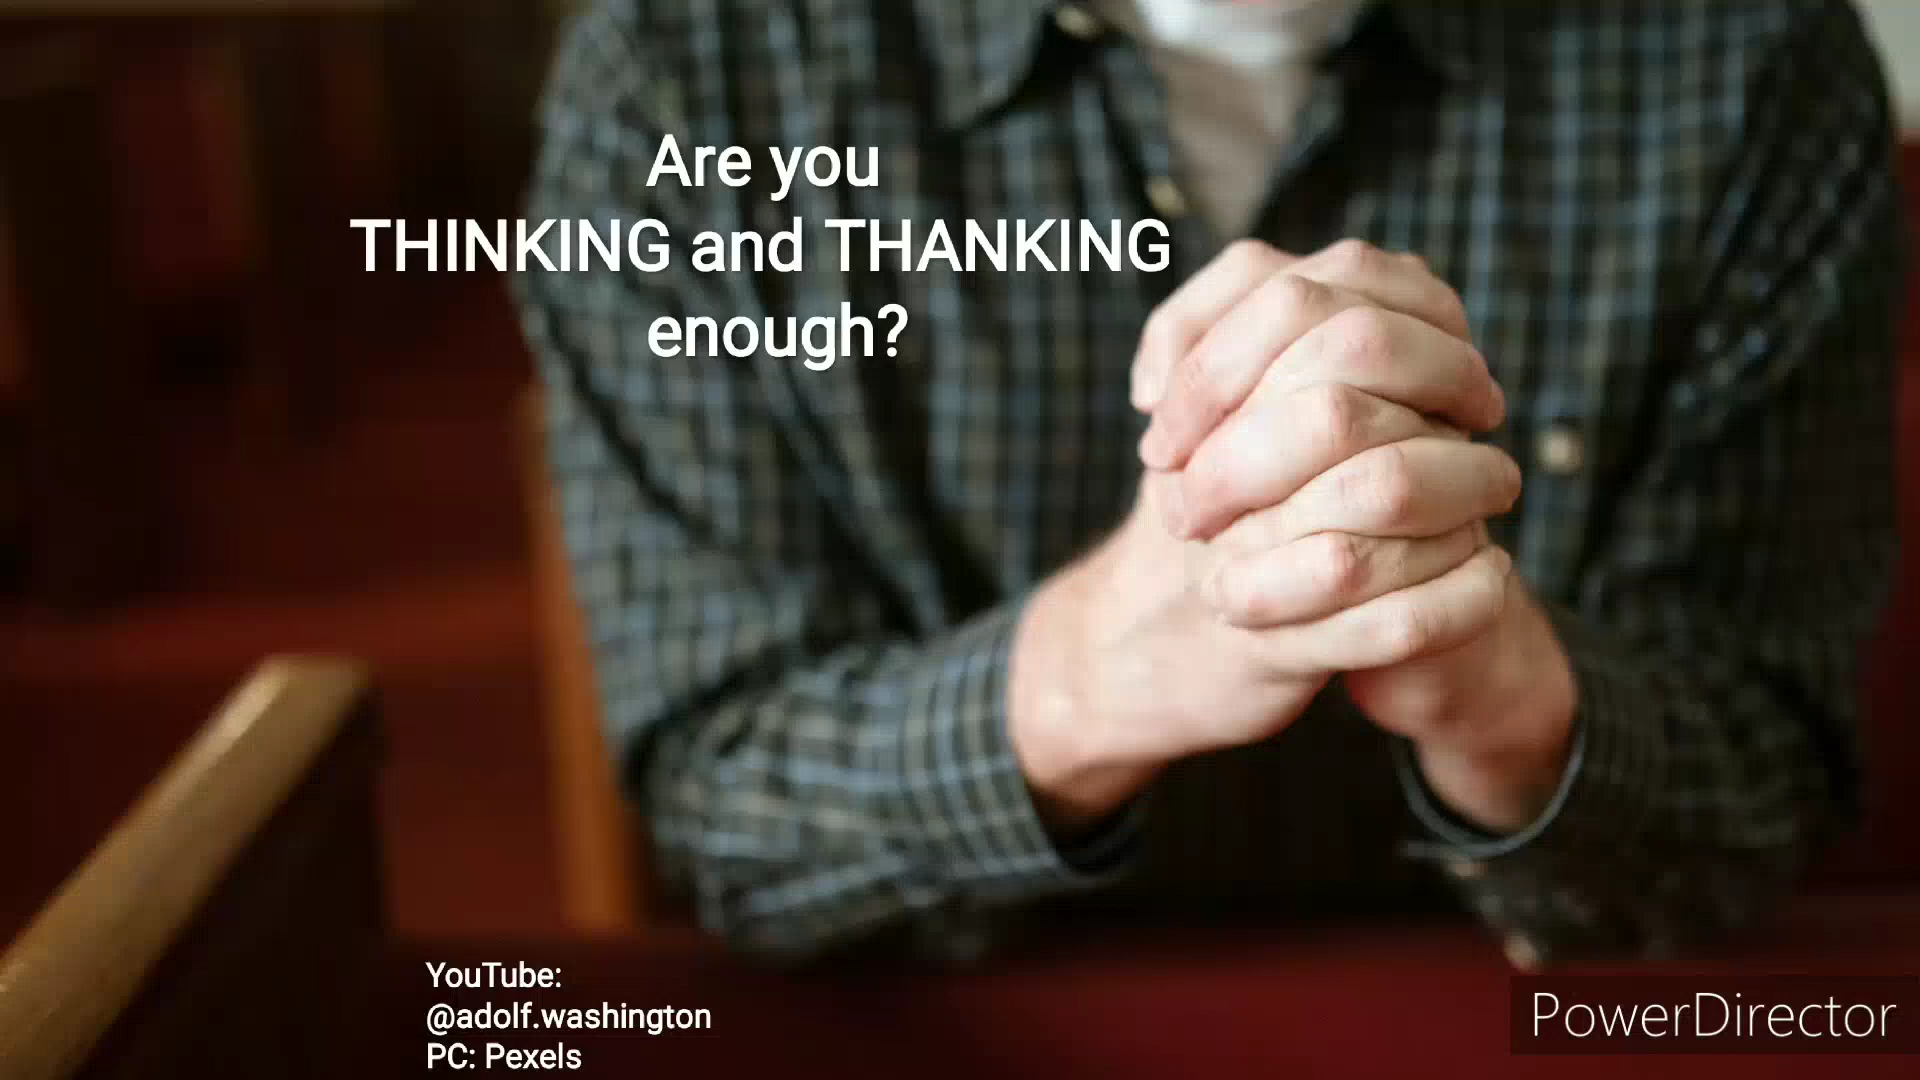 Are you
THINKING and THANKING
enough?
YouTube:
@adolf.washington
PC: Pexels
PowerDirector